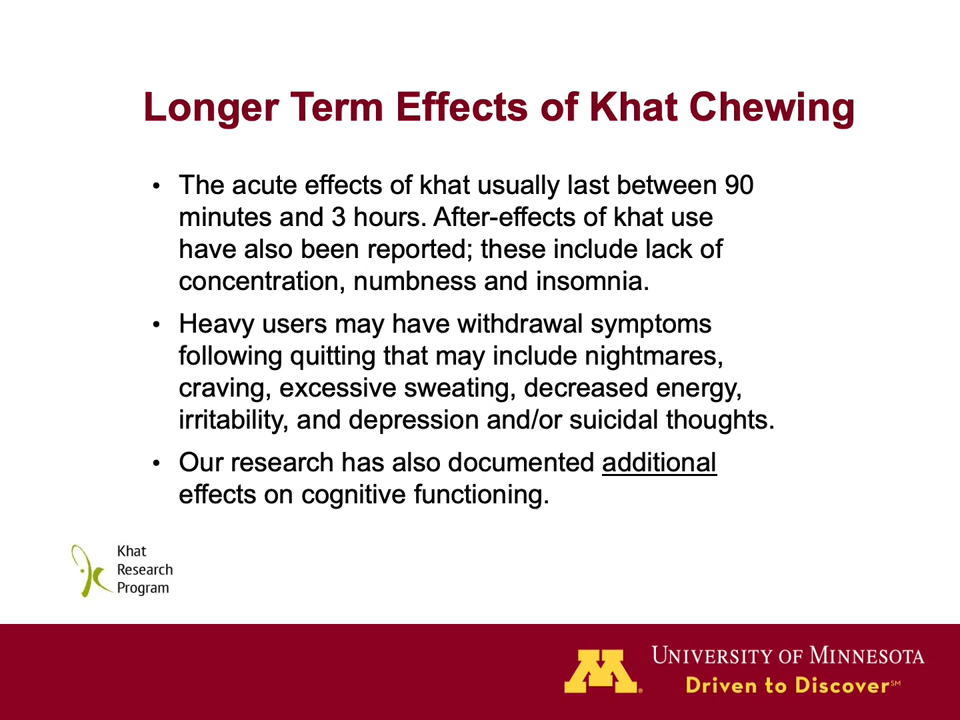 Longer Term Effects of Khat Chewing
• The acute effects of khat usually last between 90
minutes and 3 hours. After-effects of khat use
have also been reported; these include lack of
concentration, numbness and insomnia.
• Heavy users may have withdrawal symptoms
following quitting that may include nightmares,
craving, excessive sweating, decreased energy,
irritability, and depression and/or suicidal thoughts.
• Our research has also documented additional
effects on cognitive functioning.
Khat
Research
Program
M
UNIVERSITY OF MINNESOTA
Driven to Discover℠